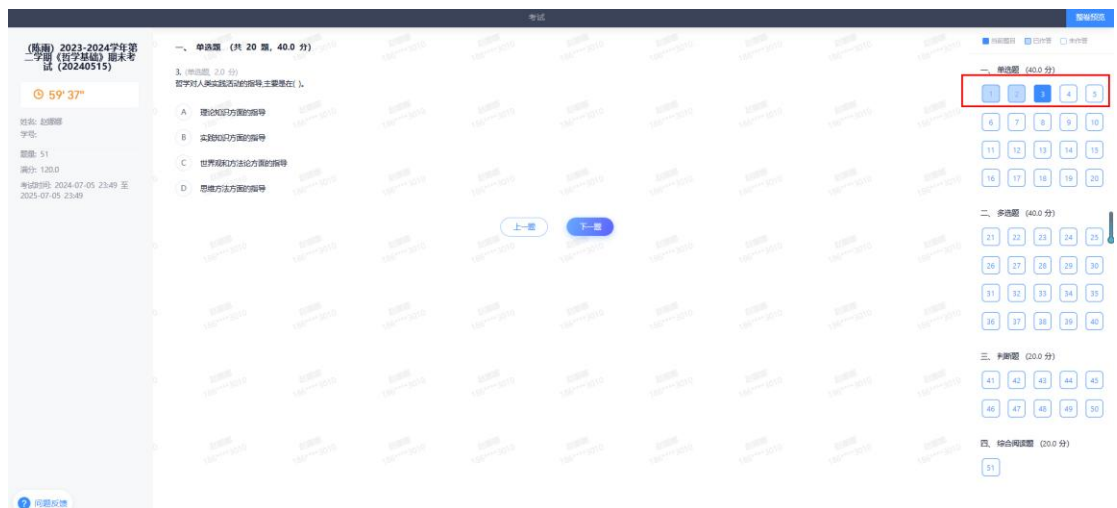 考试
整卷预览
(陈雨) 2023-2024学年第
二学期《哲学基础》期末考
试 (20240515)
59' 37"
学号:
题量: 51
满分: 120.0
考试时间: 2024-07-05 23:49 至
2025-07-05 23:49
问题反馈
一、 单选题 (共 20 题, 40.0 分)
3. (单选题, 2.0 分)
哲学对人类实践活动的指导,主要是在( )。
A 理论知识方面的指导
B 实践知识方面的指导
C 世界观和方法论方面的指导
D 思维方法方面的指导
上一题 下一题
当前题目 已作答 未作答
一、 单选题 (40.0 分)
1 2 3 4 5
6 7 8 9 10
11 12 13 14 15
16 17 18 19 20
二、 多选题 (40.0 分)
21 22 23 24 25
26 27 28 29 30
31 32 33 34 35
36 37 38 39 40
三、 判断题 (20.0 分)
41 42 43 44 45
46 47 48 49 50
四、 综合阅读题 (20.0 分)
51